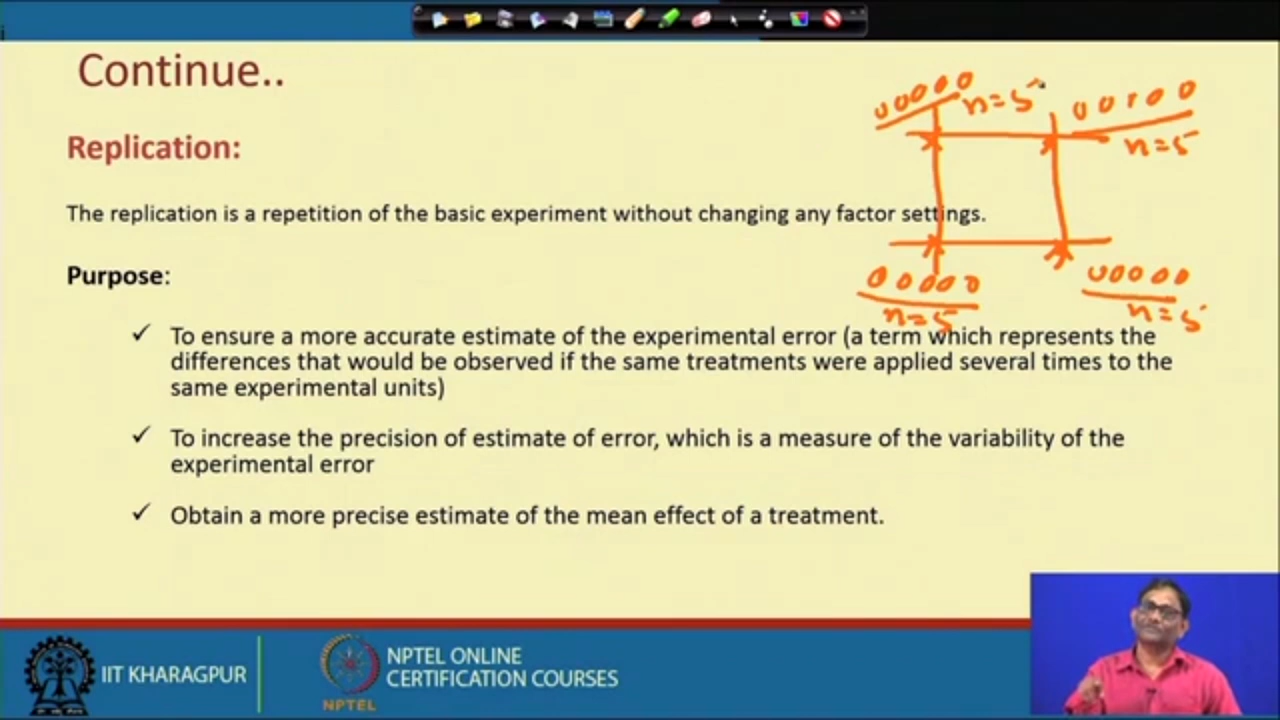 Continue..
00000 n=5
00000
n=5
Replication:
The replication is a repetition of the basic experiment without changing any factor settings.
Purpose:
00000
n=5
00000
n=5
✓ To ensure a more accurate estimate of the experimental error (a term which represents the
differences that would be observed if the same treatments were applied several times to the
same experimental units)
✓ To increase the precision of estimate of error, which is a measure of the variability of the
experimental error
✓ Obtain a more precise estimate of the mean effect of a treatment.
IIT KHARAGPUR
NPTEL
NPTEL ONLINE
CERTIFICATION COURSES